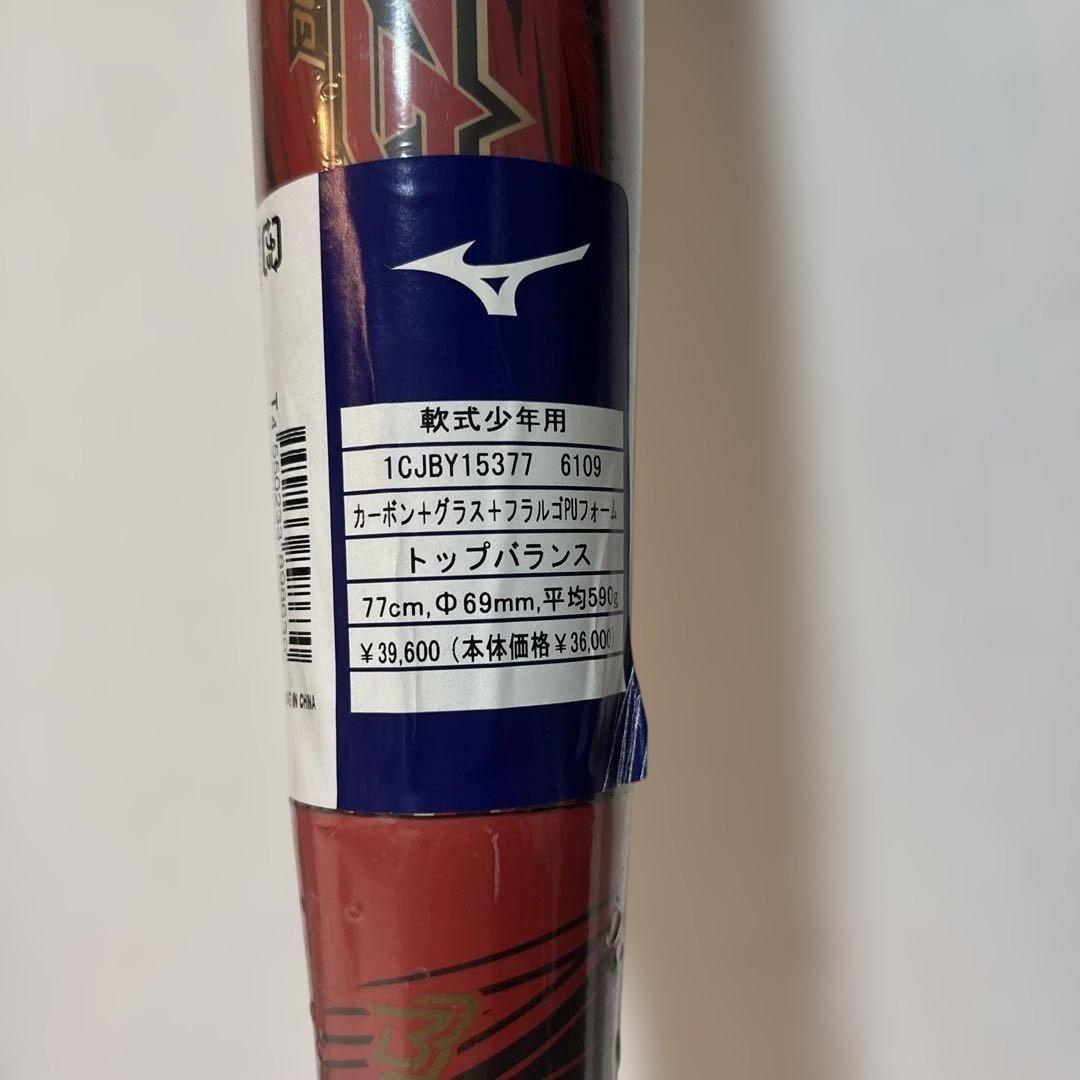 軟式少年用
1CJBY15377 6109
カーボン+グラス+フラルゴPUフォーム
トップバランス
77cm,Φ69mm,平均590g
¥39,600(本体価格¥36,000)
IN CHINA